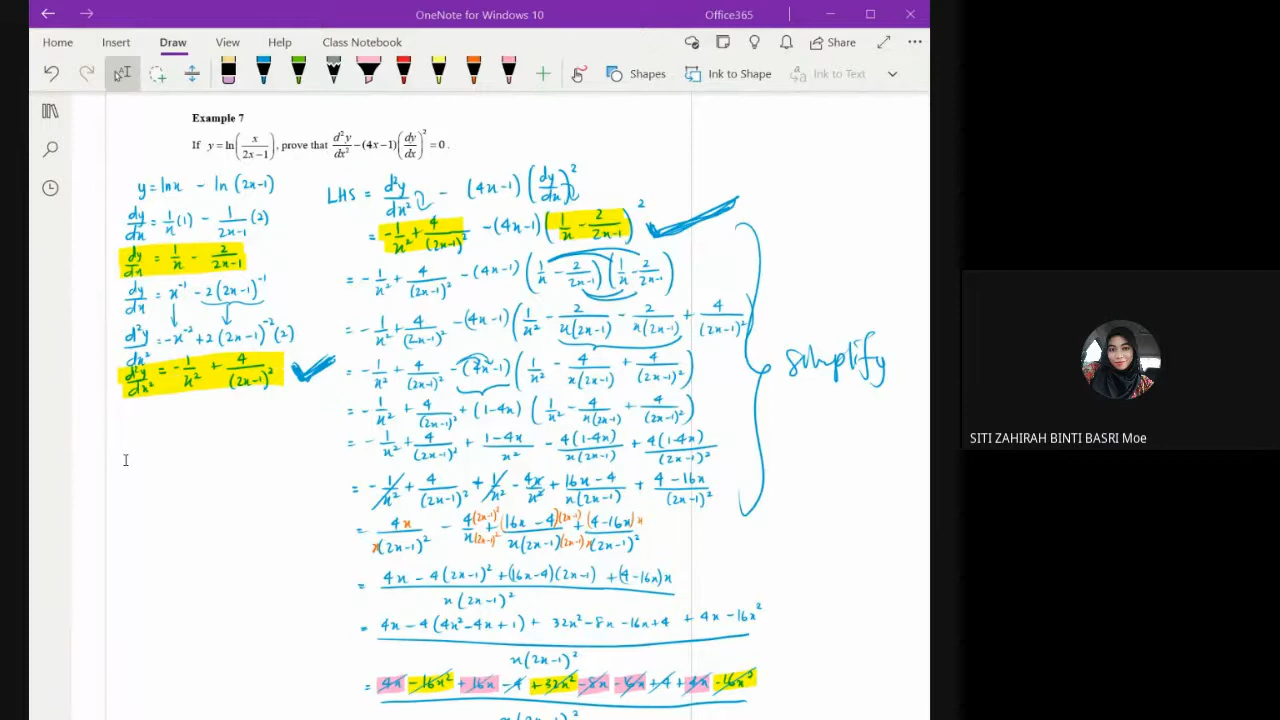 OneNote for Windows 10 Office365
Home Insert Draw View Help Class Notebook Share
Shapes Ink to Shape Ink to Text
Example 7
If y = ln(x/(2x−1)), prove that d²y/dx² − (4x−1)(dy/dx)² = 0.
y = ln x − ln (2x−1)
dy/dx = 1/x (1) − 1/(2x−1) (2)
dy/dx = 1/x − 2/(2x−1)
dy/dx = x⁻¹ − 2(2x−1)⁻¹
d²y/dx² = −x⁻² + 2(2x−1)⁻²(2)
d²y/dx² = −1/x² + 4/(2x−1)²
LHS = d²y/dx² − (4x−1)(dy/dx)²
= −1/x² + 4/(2x−1)² − (4x−1)(1/x − 2/(2x−1))²
= −1/x² + 4/(2x−1)² − (4x−1)(1/x − 2/(2x−1))(1/x − 2/(2x−1))
= −1/x² + 4/(2x−1)² − (4x−1)(1/x² − 2/x(2x−1) − 2/x(2x−1) + 4/(2x−1)²)
= −1/x² + 4/(2x−1)² − (4x−1)(1/x² − 4/x(2x−1) + 4/(2x−1)²)
= −1/x² + 4/(2x−1)² + (1−4x)(1/x² − 4/x(2x−1) + 4/(2x−1)²)
= −1/x² + 4/(2x−1)² + (1−4x)/x² − 4(1−4x)/x(2x−1) + 4(1−4x)/(2x−1)²
= −1/x² + 4/(2x−1)² + 1/x² − 4x/x² + (16x−4)/x(2x−1) + (4−16x)/(2x−1)²
= 4x/x(2x−1)² − 4(2x−1)²/x(2x−1)² + (16x−4)(2x−1)/x(2x−1)(2x−1) + (4−16x)x/x(2x−1)²
= (4x − 4(2x−1)² + (16x−4)(2x−1) + (4−16x)x)/x(2x−1)²
= (4x − 4(4x²−4x+1) + 32x² − 8x − 16x + 4 + 4x − 16x²)/x(2x−1)²
= 4x − 16x² + 16x − 4 + 32x² − 8x − 16x + 4 + 4x − 16x²
simplify
SITI ZAHIRAH BINTI BASRI Moe